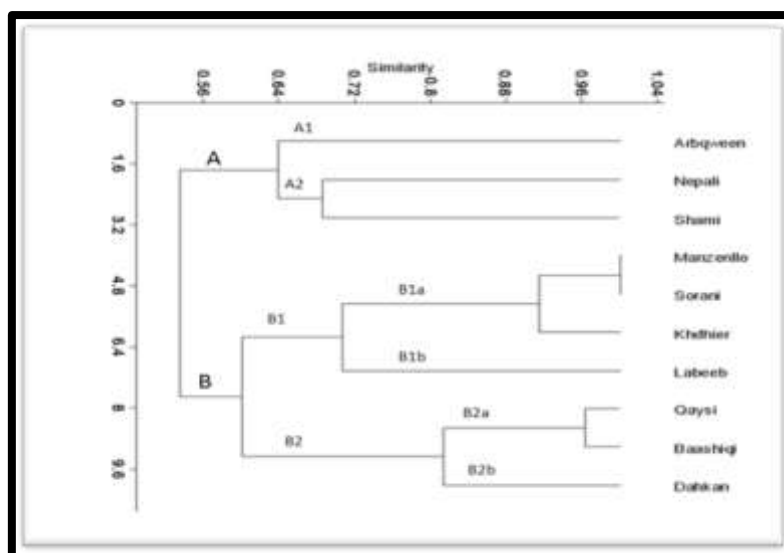 Similarity
0.56
0.64
0.72
0.8
0.88
0.96
1.04
0
1.6
3.2
4.8
6.4
8
9.6
A1
A
A2
B1a
B1
B1b
B
B2a
B2
B2b
Arbqween
Nepali
Shami
Manzenllo
Sorani
Khdhier
Labeeb
Qaysi
Baashiqi
Dahkan